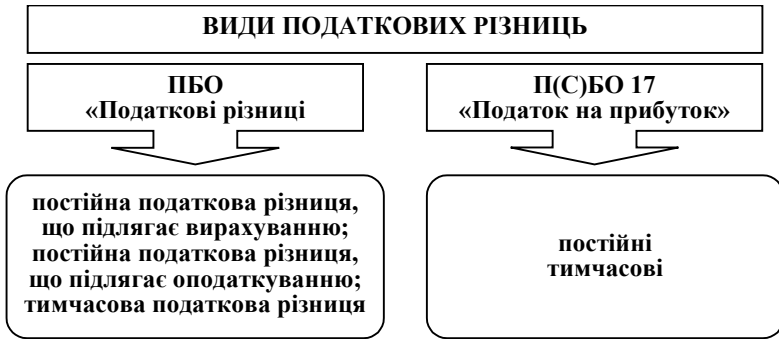 ВИДИ ПОДАТКОВИХ РІЗНИЦЬ
ПБО
«Податкові різниці
П(С)БО 17
«Податок на прибуток»
постійна податкова різниця,
що підлягає вирахуванню;
постійна податкова різниця,
що підлягає оподаткуванню;
тимчасова податкова різниця
постійні
тимчасові